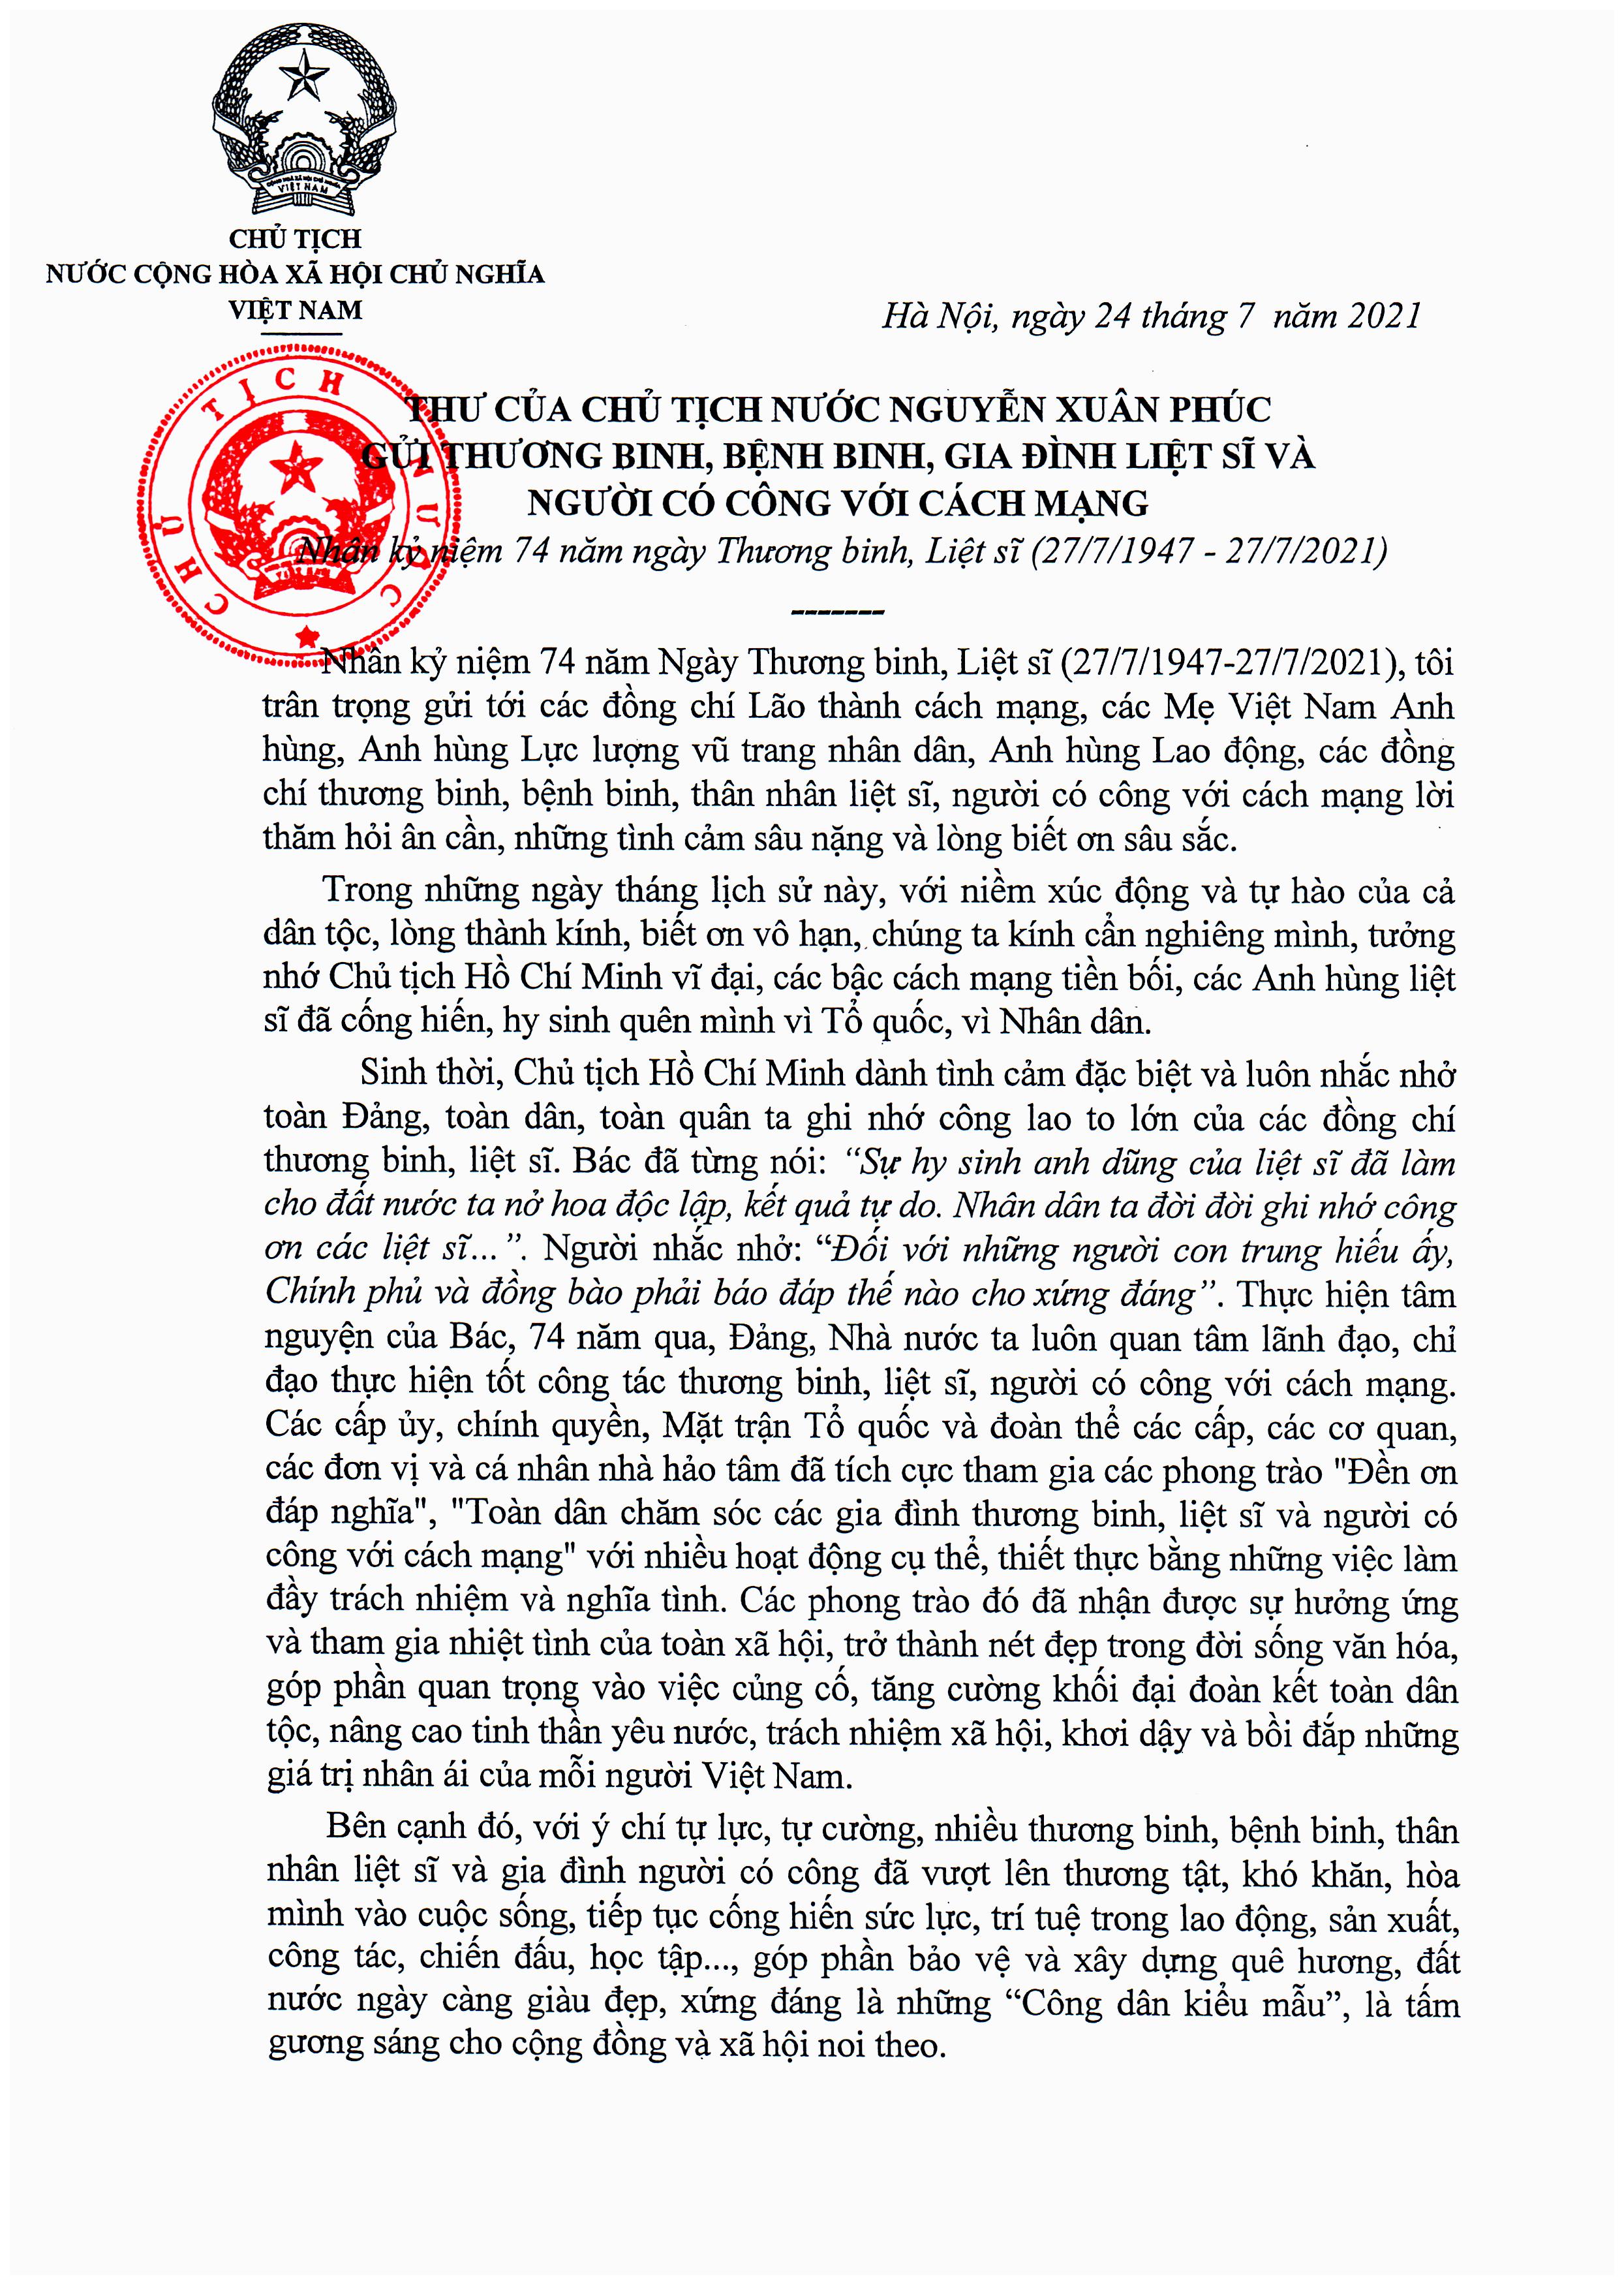 CỘNG HOÀ XÃ HỘI CHỦ NGHĨA
VIỆT NAM
CHỦ TỊCH
NƯỚC CỘNG HÒA XÃ HỘI CHỦ NGHĨA
VIỆT NAM
Hà Nội, ngày 24 tháng 7 năm 2021
CHỦ TỊCH NƯỚC
THƯ CỦA CHỦ TỊCH NƯỚC NGUYỄN XUÂN PHÚC
GỬI THƯƠNG BINH, BỆNH BINH, GIA ĐÌNH LIỆT SĨ VÀ
NGƯỜI CÓ CÔNG VỚI CÁCH MẠNG
Nhân kỷ niệm 74 năm ngày Thương binh, Liệt sĩ (27/7/1947 - 27/7/2021)
-------
Nhân kỷ niệm 74 năm Ngày Thương binh, Liệt sĩ (27/7/1947-27/7/2021), tôi
trân trọng gửi tới các đồng chí Lão thành cách mạng, các Mẹ Việt Nam Anh
hùng, Anh hùng Lực lượng vũ trang nhân dân, Anh hùng Lao động, các đồng
chí thương binh, bệnh binh, thân nhân liệt sĩ, người có công với cách mạng lời
thăm hỏi ân cần, những tình cảm sâu nặng và lòng biết ơn sâu sắc.
Trong những ngày tháng lịch sử này, với niềm xúc động và tự hào của cả
dân tộc, lòng thành kính, biết ơn vô hạn, chúng ta kính cẩn nghiêng mình, tưởng
nhớ Chủ tịch Hồ Chí Minh vĩ đại, các bậc cách mạng tiền bối, các Anh hùng liệt
sĩ đã cống hiến, hy sinh quên mình vì Tổ quốc, vì Nhân dân.
Sinh thời, Chủ tịch Hồ Chí Minh dành tình cảm đặc biệt và luôn nhắc nhở
toàn Đảng, toàn dân, toàn quân ta ghi nhớ công lao to lớn của các đồng chí
thương binh, liệt sĩ. Bác đã từng nói: “Sự hy sinh anh dũng của liệt sĩ đã làm
cho đất nước ta nở hoa độc lập, kết quả tự do. Nhân dân ta đời đời ghi nhớ công
ơn các liệt sĩ...”. Người nhắc nhở: “Đối với những người con trung hiếu ấy,
Chính phủ và đồng bào phải báo đáp thế nào cho xứng đáng”. Thực hiện tâm
nguyện của Bác, 74 năm qua, Đảng, Nhà nước ta luôn quan tâm lãnh đạo, chỉ
đạo thực hiện tốt công tác thương binh, liệt sĩ, người có công với cách mạng.
Các cấp ủy, chính quyền, Mặt trận Tổ quốc và đoàn thể các cấp, các cơ quan,
các đơn vị và cá nhân nhà hảo tâm đã tích cực tham gia các phong trào "Đền ơn
đáp nghĩa", "Toàn dân chăm sóc các gia đình thương binh, liệt sĩ và người có
công với cách mạng" với nhiều hoạt động cụ thể, thiết thực bằng những việc làm
đầy trách nhiệm và nghĩa tình. Các phong trào đó đã nhận được sự hưởng ứng
và tham gia nhiệt tình của toàn xã hội, trở thành nét đẹp trong đời sống văn hóa,
góp phần quan trọng vào việc củng cố, tăng cường khối đại đoàn kết toàn dân
tộc, nâng cao tinh thần yêu nước, trách nhiệm xã hội, khơi dậy và bồi đắp những
giá trị nhân ái của mỗi người Việt Nam.
Bên cạnh đó, với ý chí tự lực, tự cường, nhiều thương binh, bệnh binh, thân
nhân liệt sĩ và gia đình người có công đã vượt lên thương tật, khó khăn, hòa
mình vào cuộc sống, tiếp tục cống hiến sức lực, trí tuệ trong lao động, sản xuất,
công tác, chiến đấu, học tập..., góp phần bảo vệ và xây dựng quê hương, đất
nước ngày càng giàu đẹp, xứng đáng là những “Công dân kiểu mẫu”, là tấm
gương sáng cho cộng đồng và xã hội noi theo.